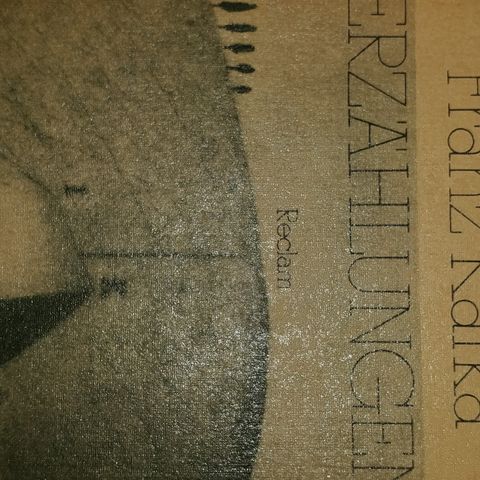 Franz Kafka
ERZÄHLUNGEN
Reclam